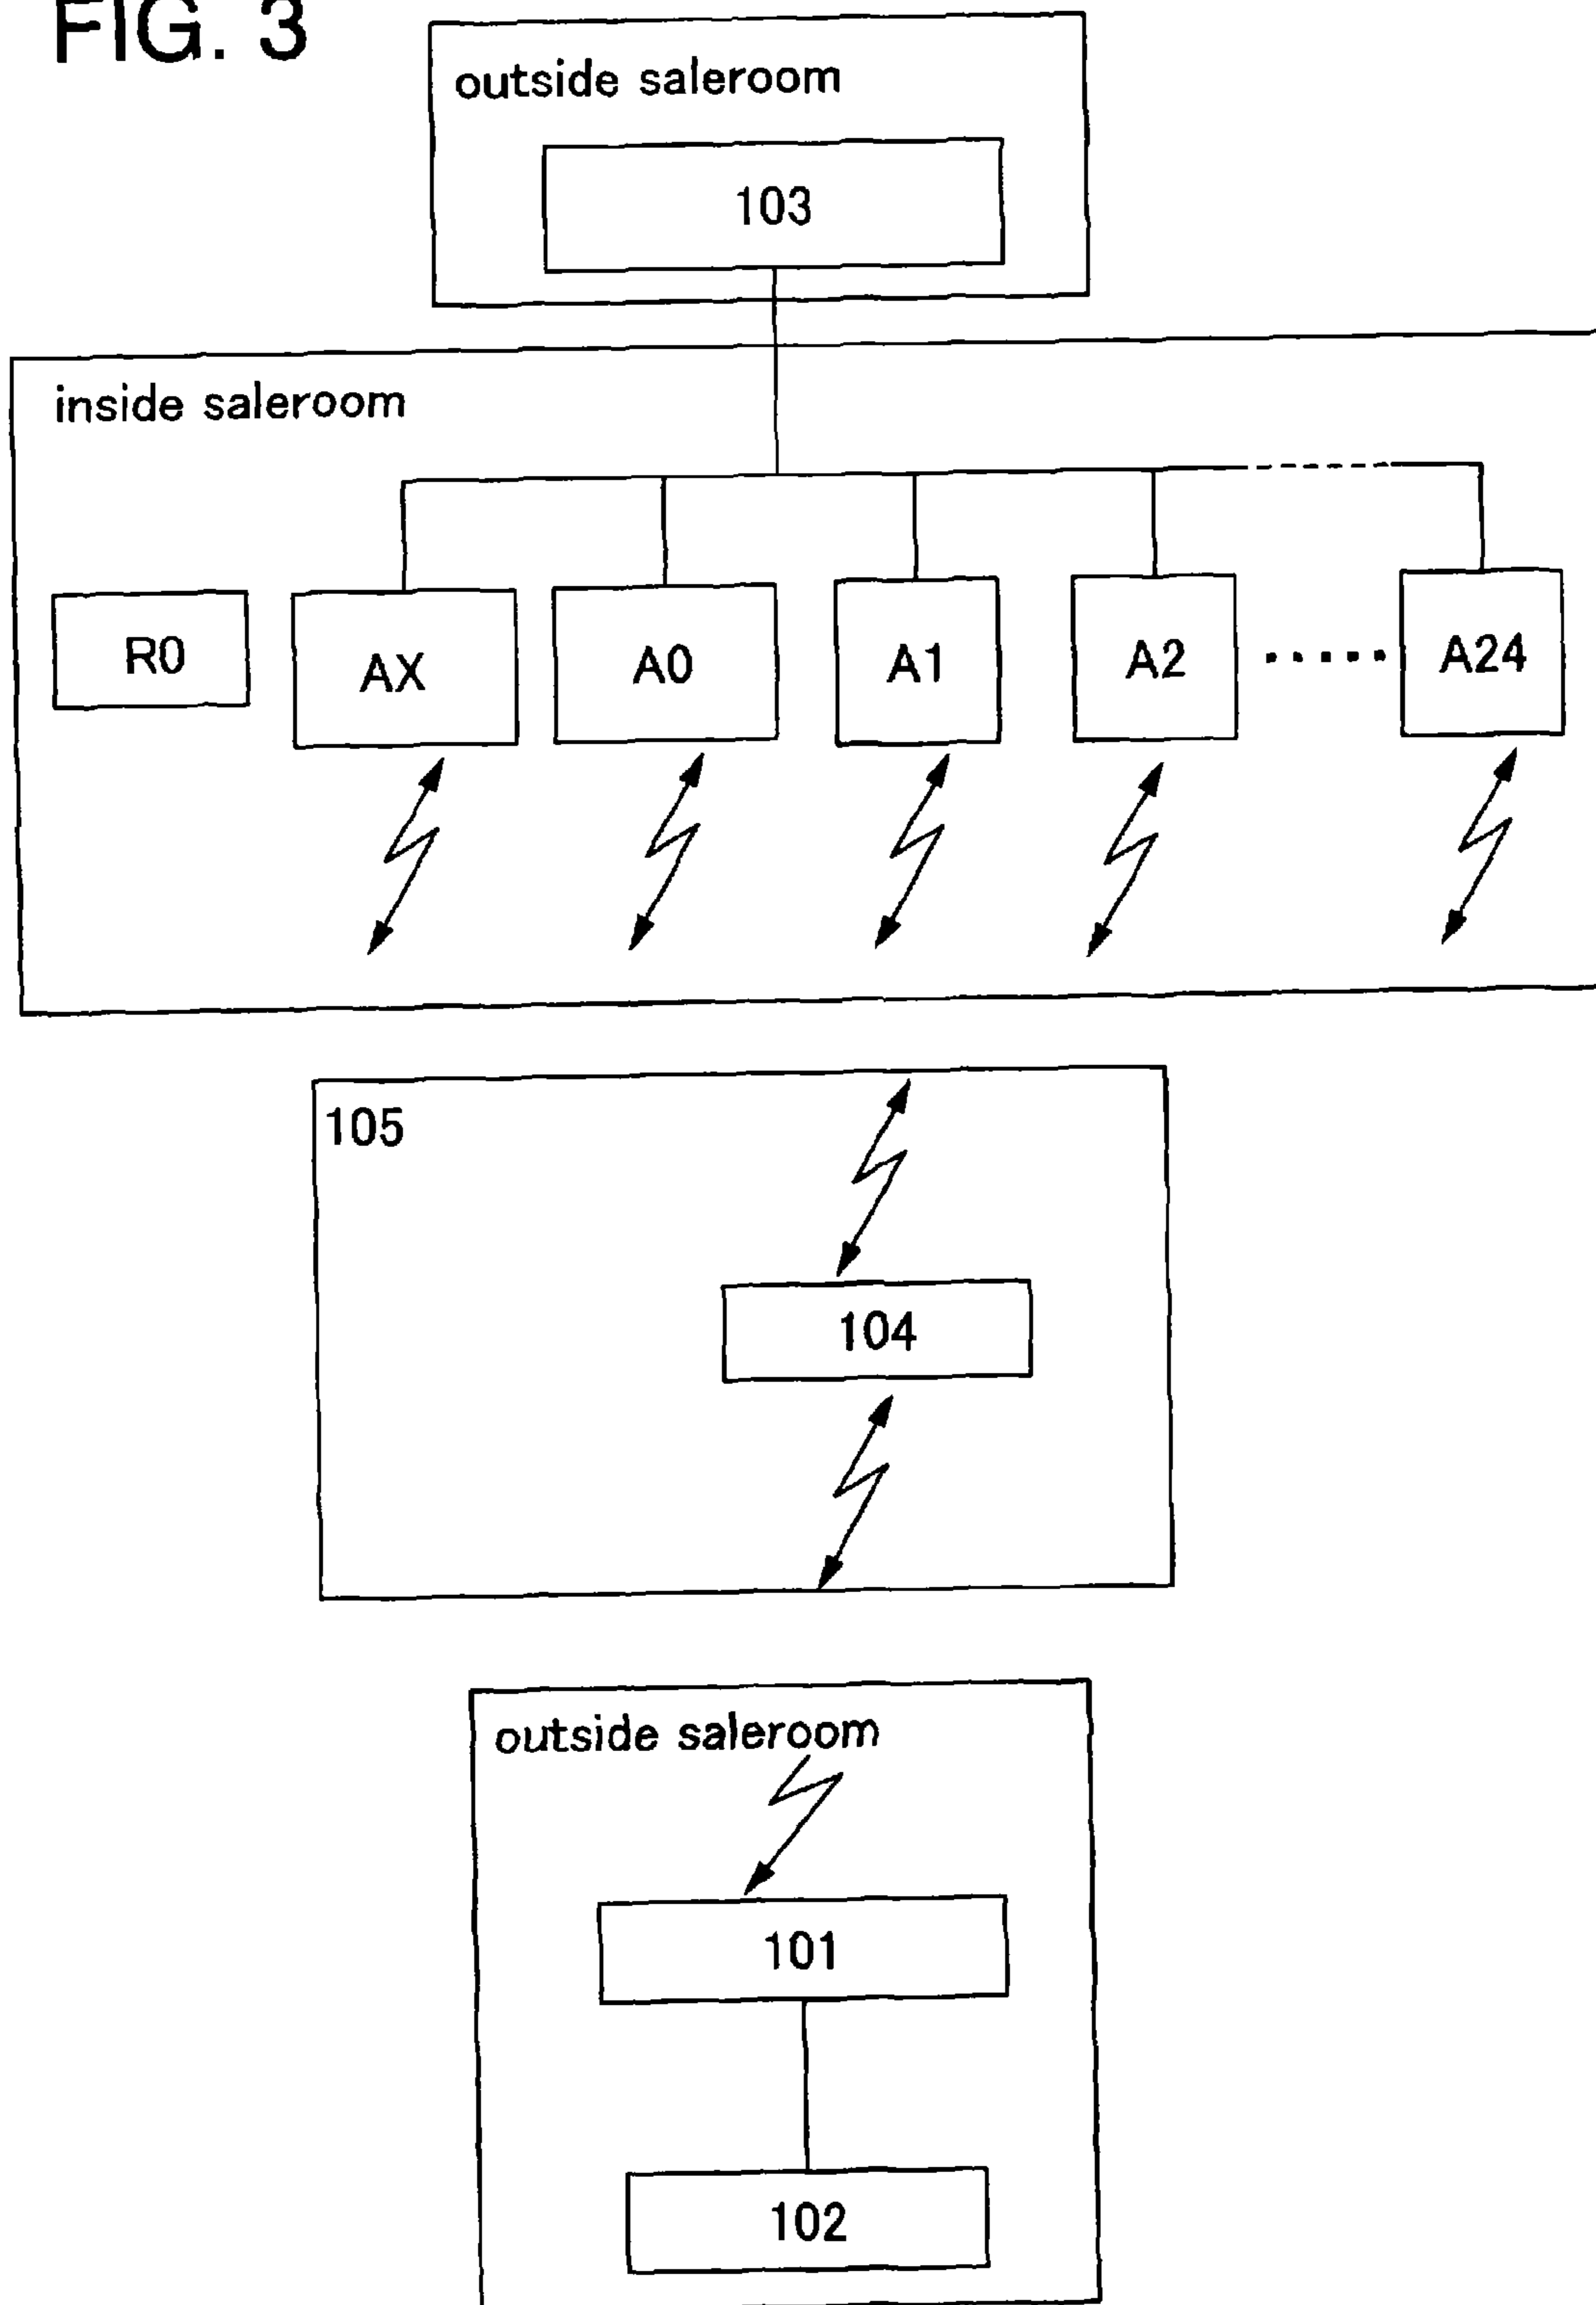 FIG. 3
outside saleroom
103
inside saleroom
R0 AX A0 A1 A2 ····· A24
105
104
outside saleroom
101
102